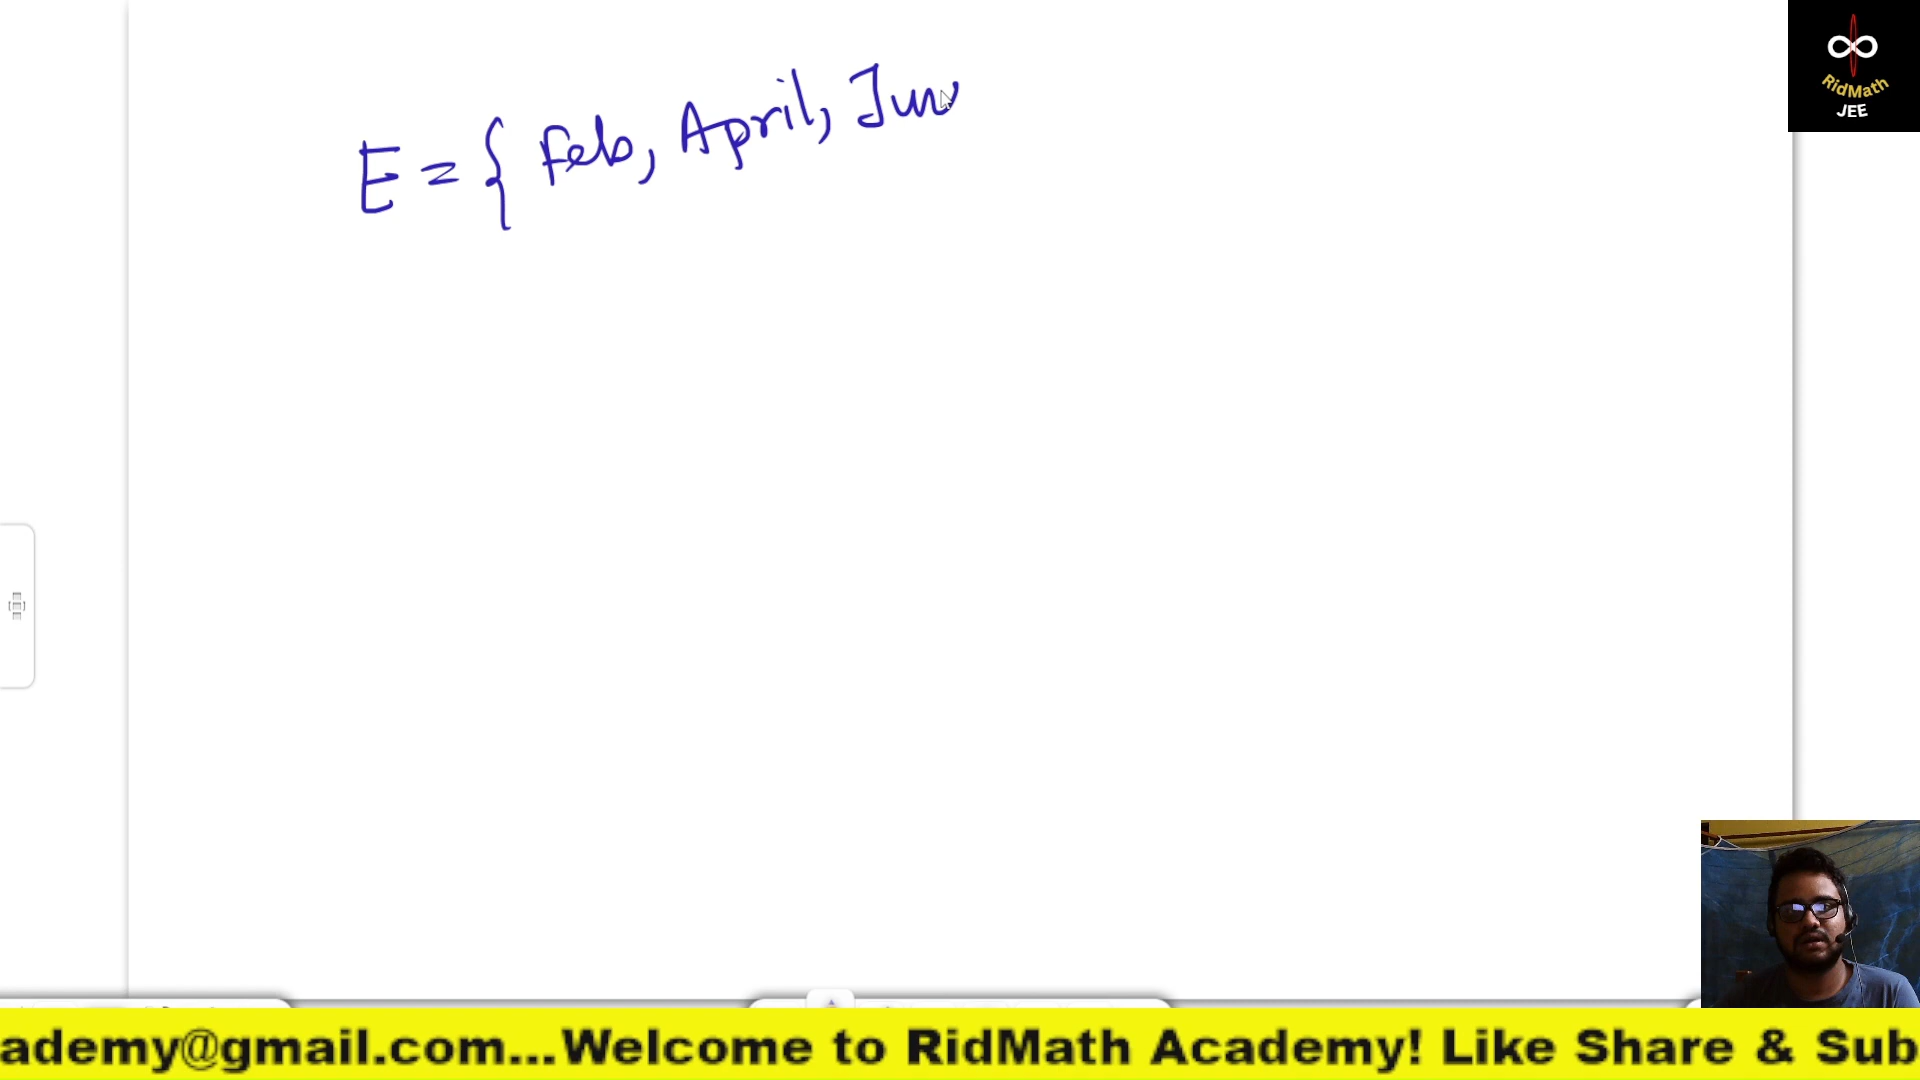 RidMath
JEE
E = { Feb, April, Jun
ademy@gmail.com...Welcome to RidMath Academy! Like Share & Sub